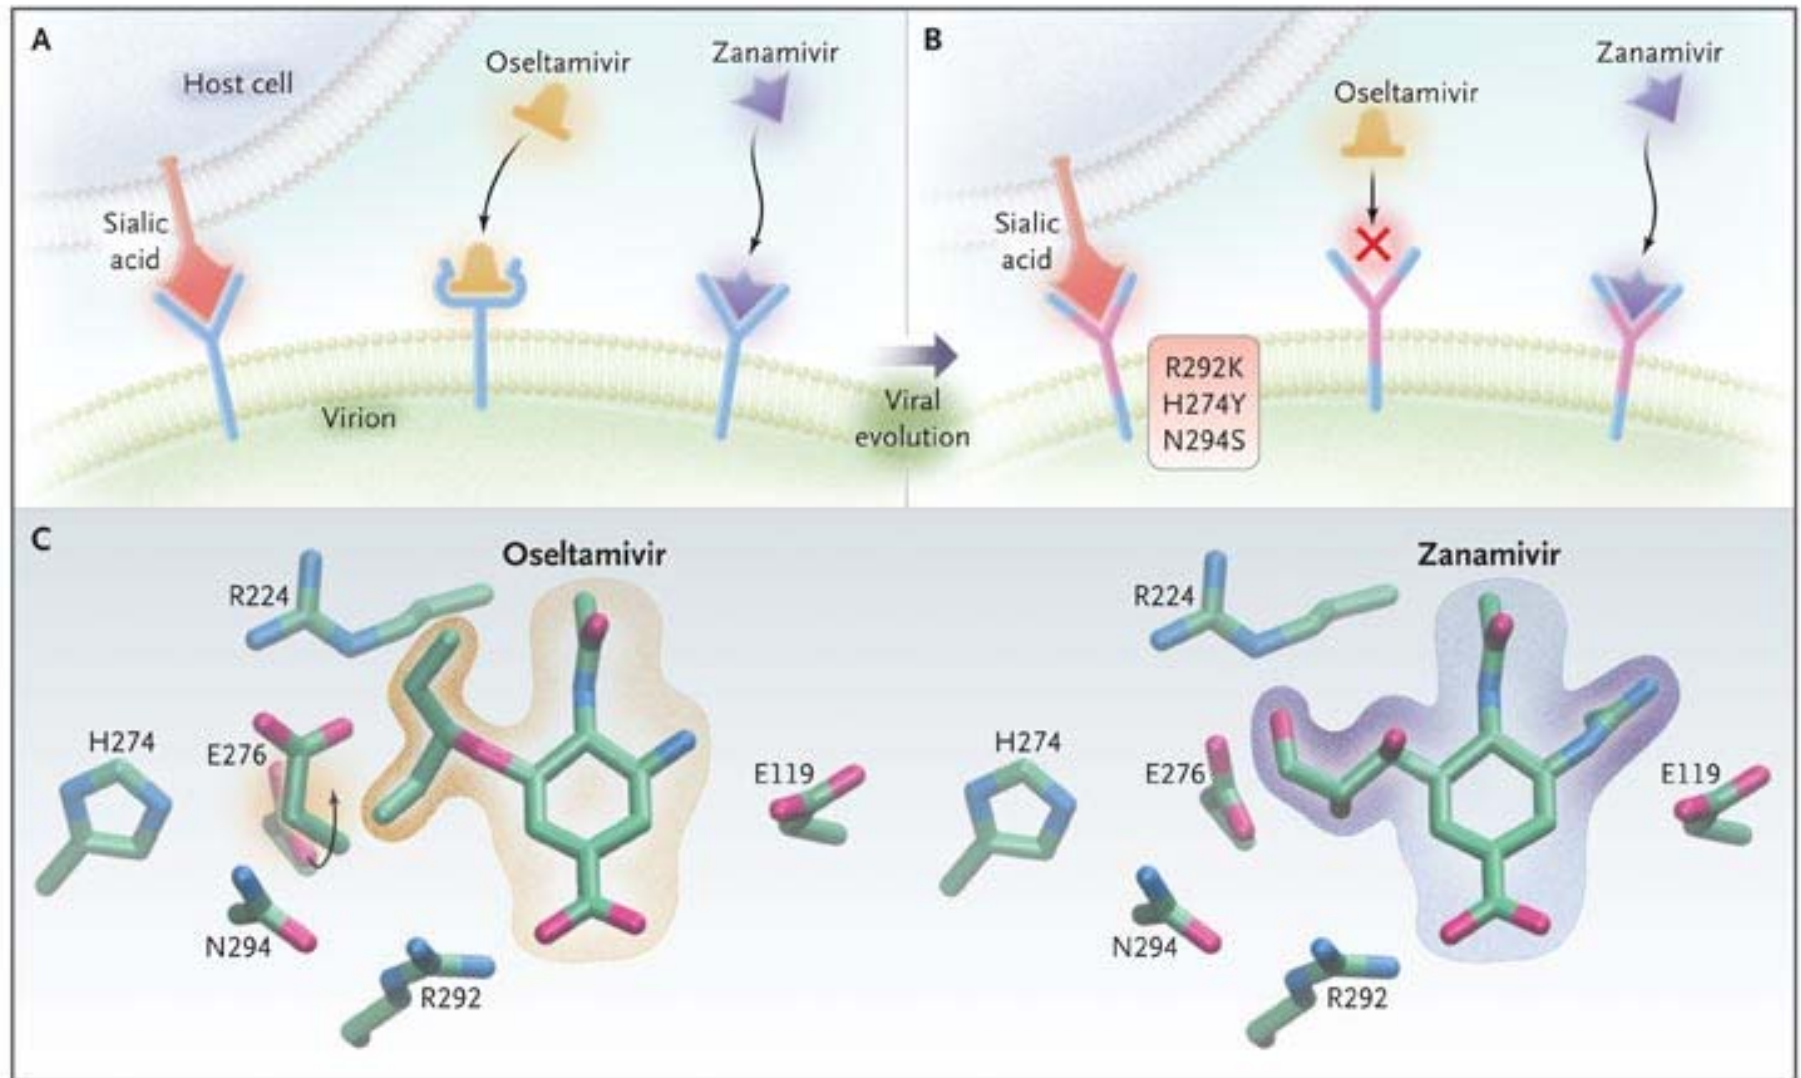 A
Host cell
Oseltamivir
Zanamivir
Sialic
acid
Virion
Viral
evolution
B
Oseltamivir
Zanamivir
Sialic
acid
R292K
H274Y
N294S
C
Oseltamivir
R224
H274
E276
E119
N294
R292
Zanamivir
R224
H274
E276
E119
N294
R292